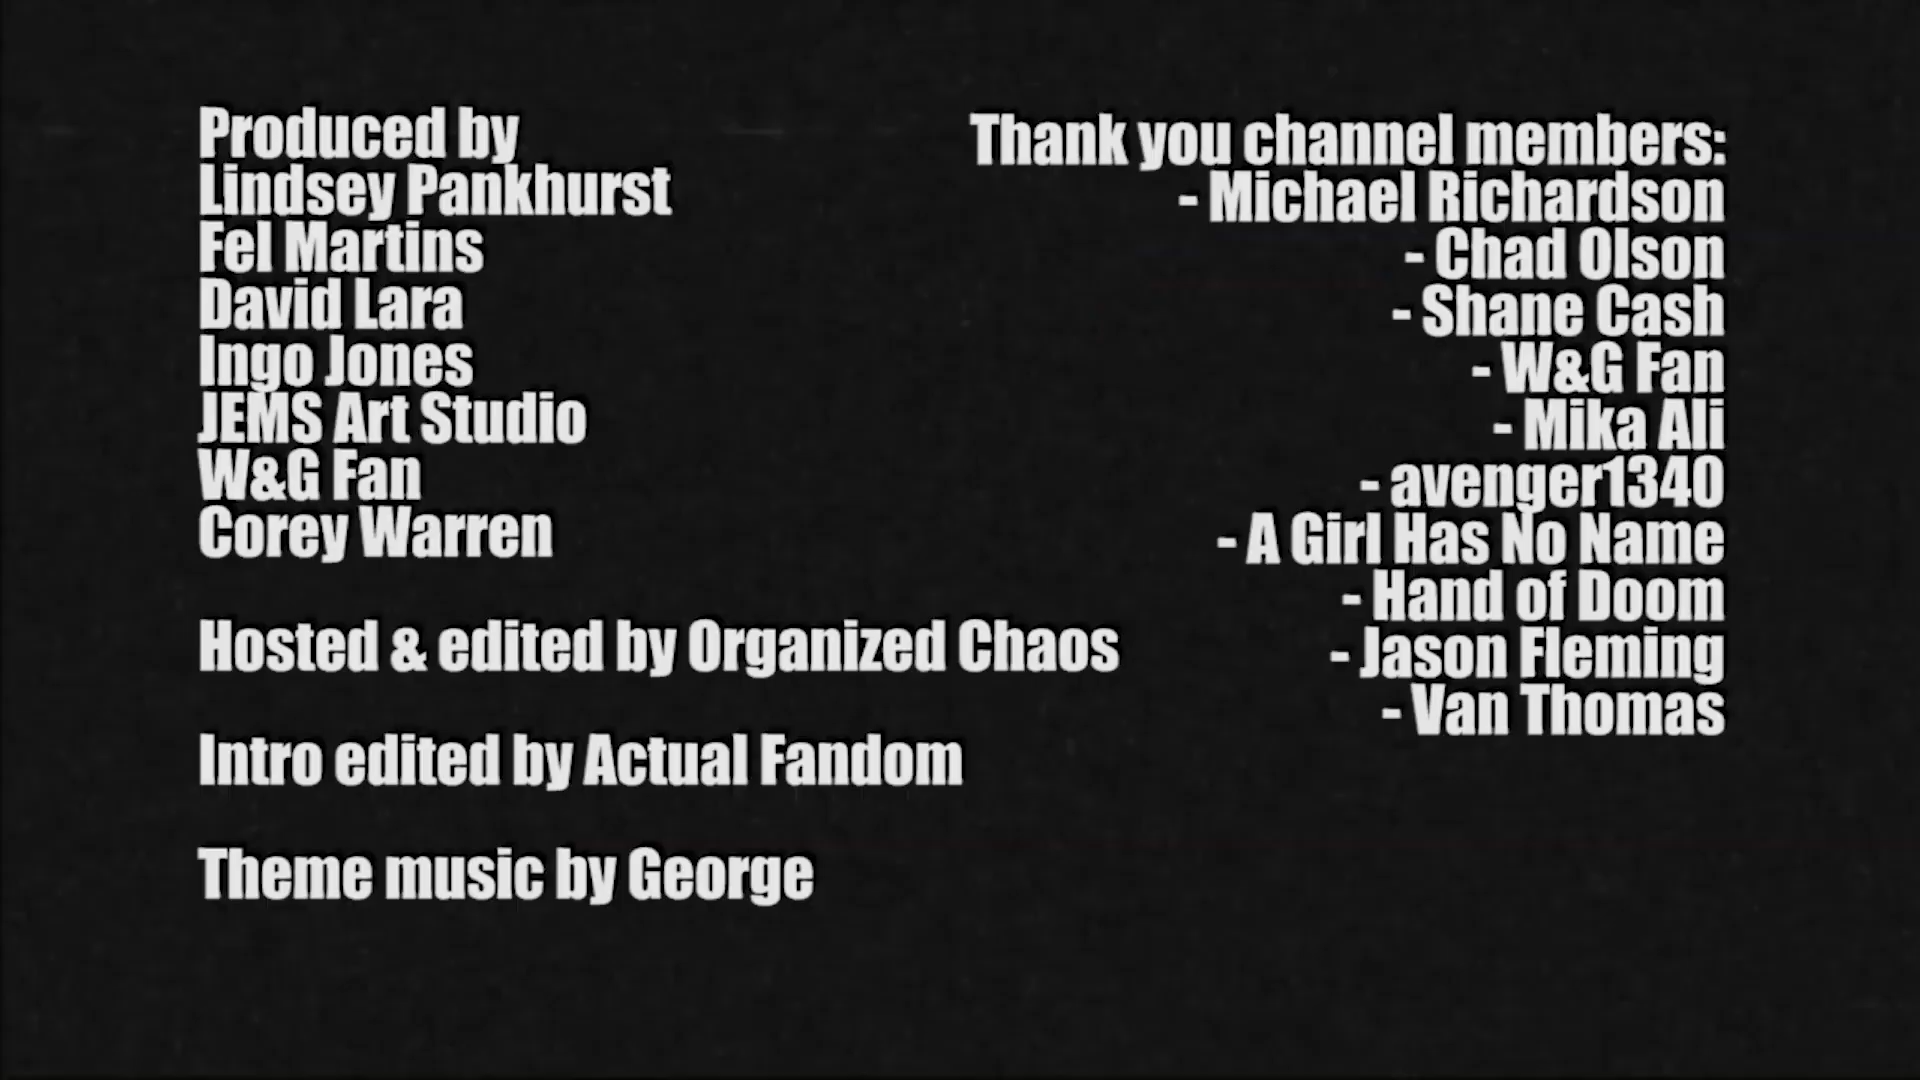 Produced by
Lindsey Pankhurst
Fel Martins
David Lara
Ingo Jones
JEMS Art Studio
W&G Fan
Corey Warren
Hosted & edited by Organized Chaos
Intro edited by Actual Fandom
Theme music by George
Thank you channel members:
- Michael Richardson
- Chad Olson
- Shane Cash
- W&G Fan
- Mika Ali
- avenger1340
- A Girl Has No Name
- Hand of Doom
- Jason Fleming
- Van Thomas